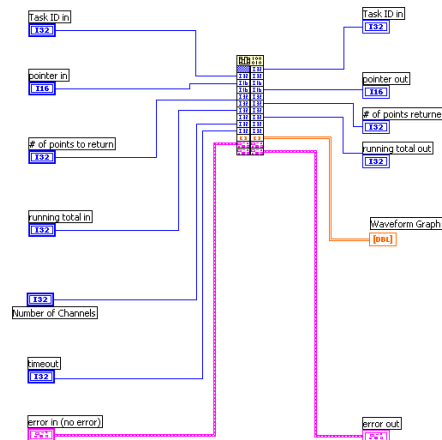 Task ID in
I32
Task ID in
I32
pointer in
I16
pointer out
I16
# of points to return
I32
# of points returne
I32
running total out
I32
running total in
I32
Waveform Graph
[DBL]
I32
Number of Channels
timeout
I32
error in (no error)
error out